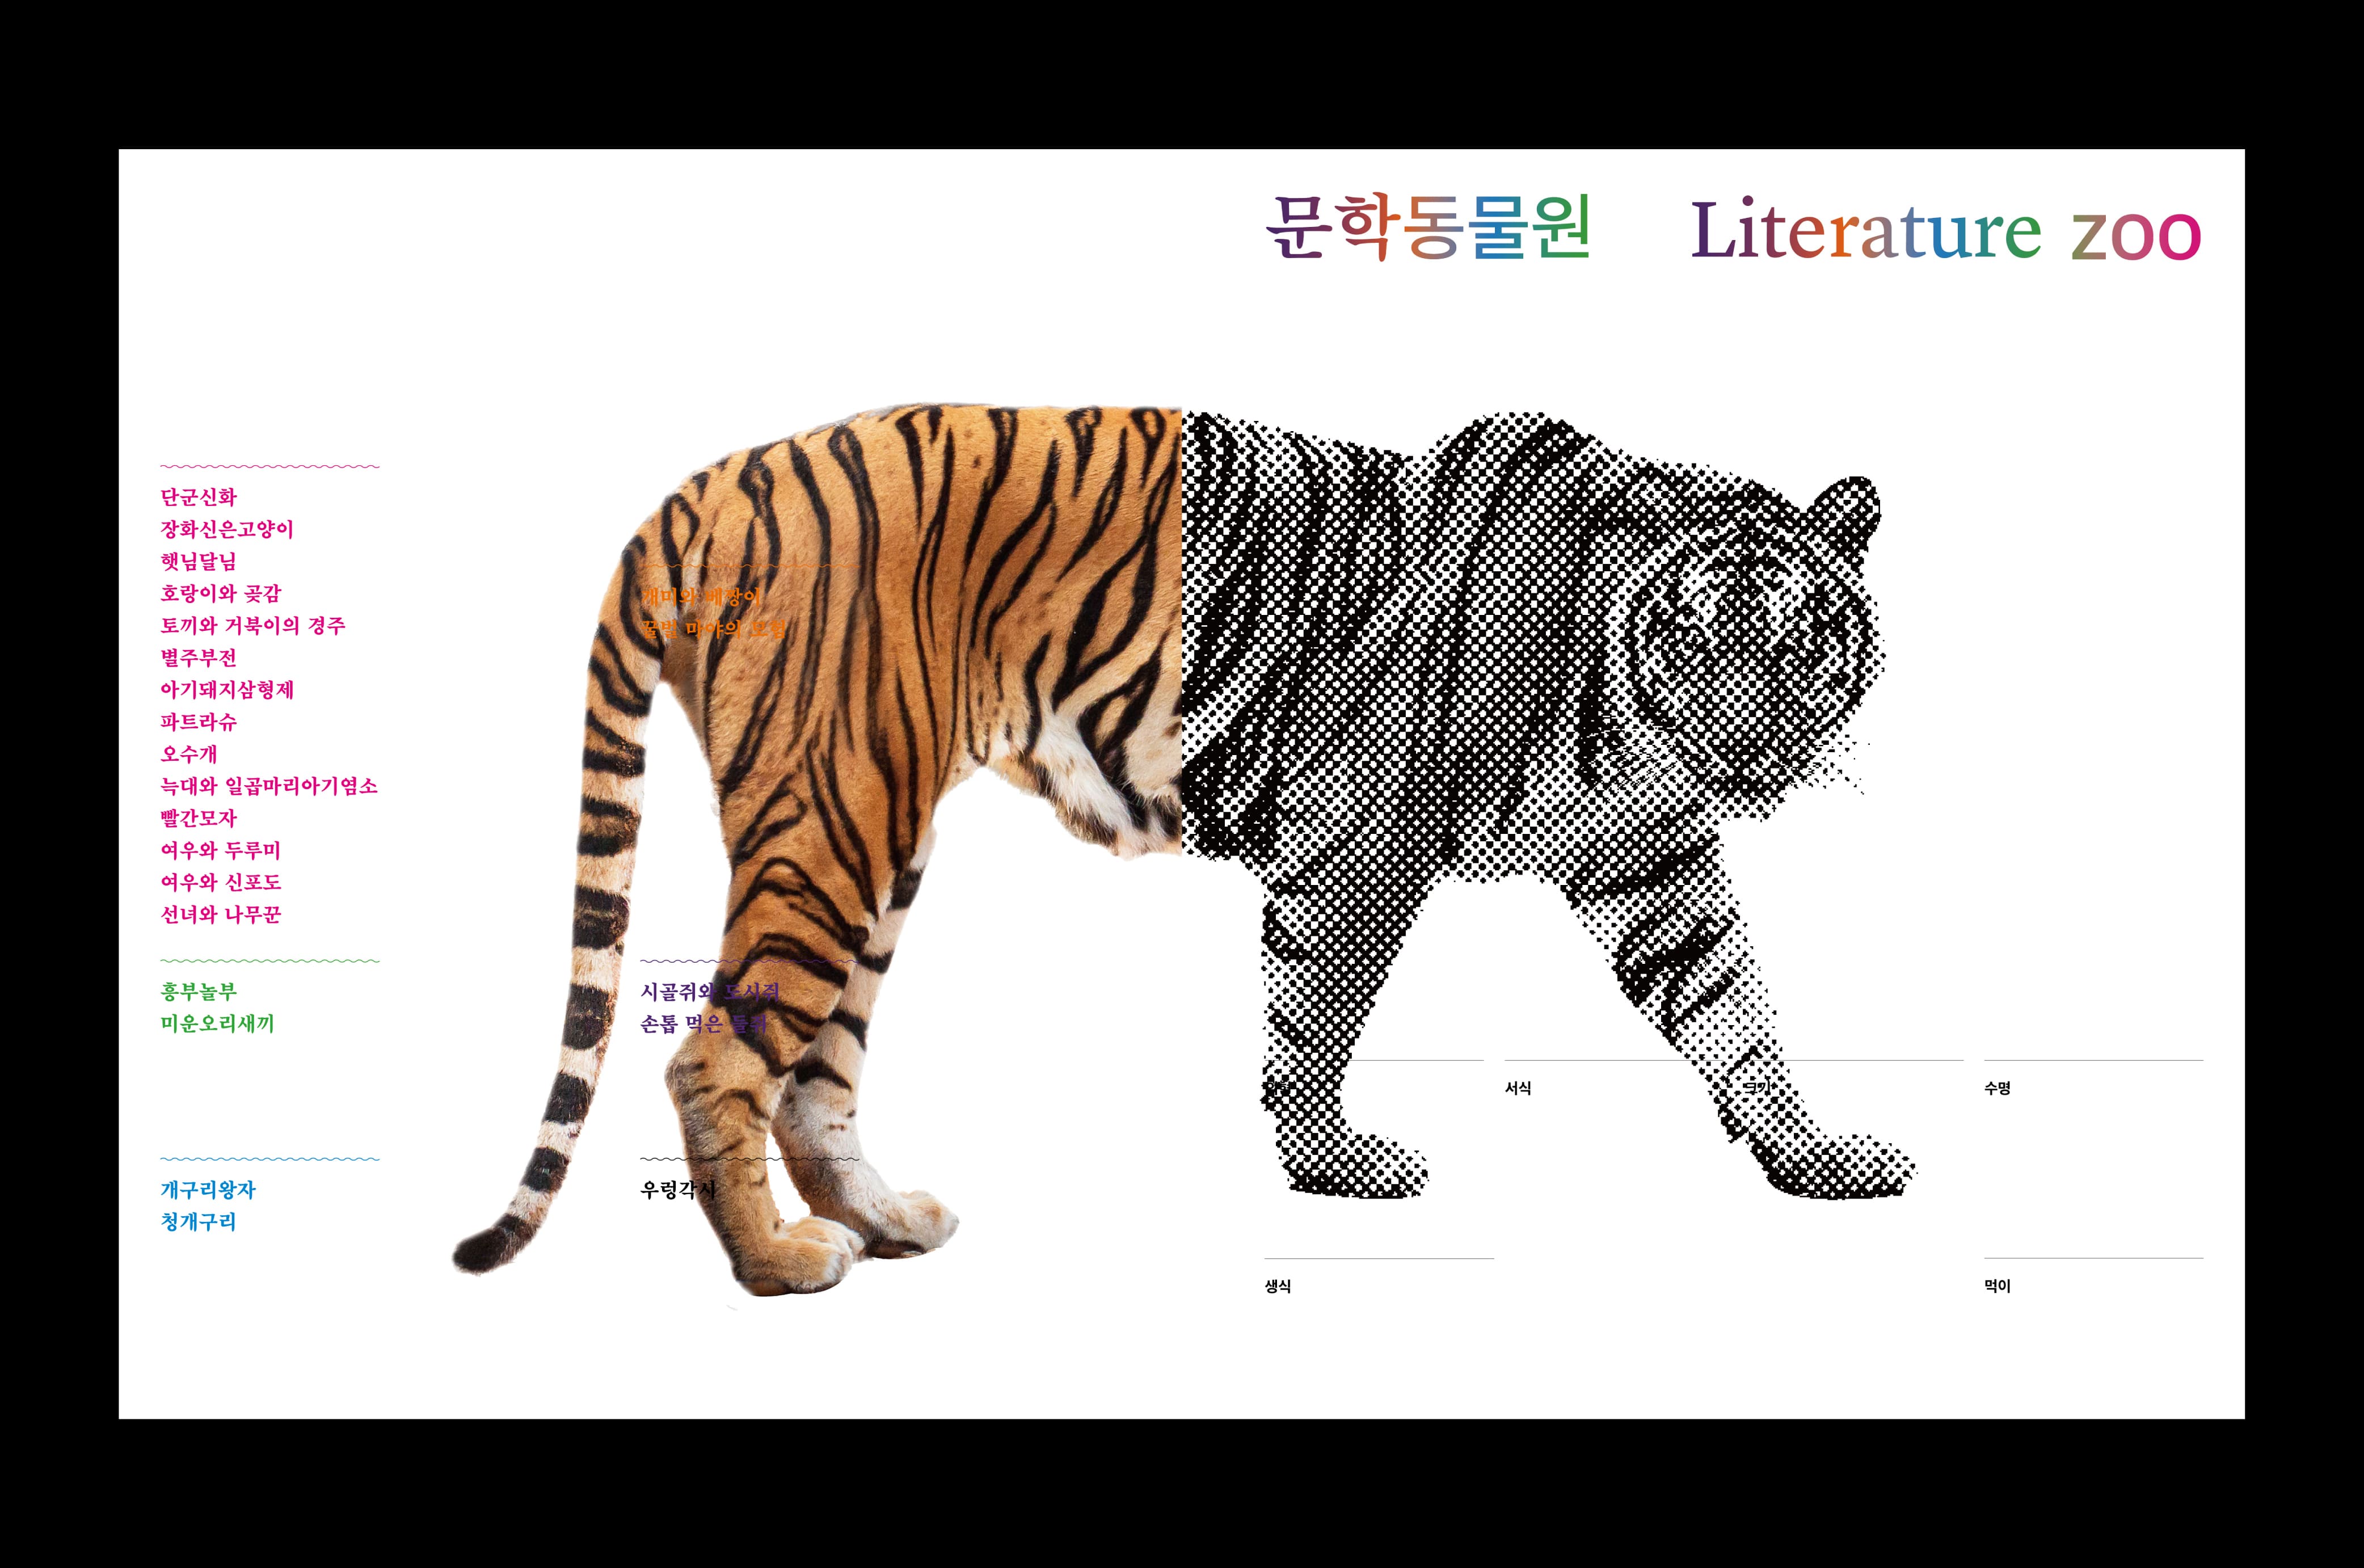 문학동물원 Literature zoo
단군신화
장화신은고양이
햇님달님
호랑이와 곶감
토끼와 거북이의 경주
별주부전
아기돼지삼형제
파트라슈
오수개
늑대와 일곱마리아기염소
빨간모자
여우와 두루미
여우와 신포도
선녀와 나무꾼
흥부놀부
미운오리새끼
개구리왕자
청개구리
개미와 배짱이
꿀벌 마야의 모험
시골쥐와 도시쥐
손톱 먹은 들쥐
우렁각시
서식
크기
수명
생식
먹이